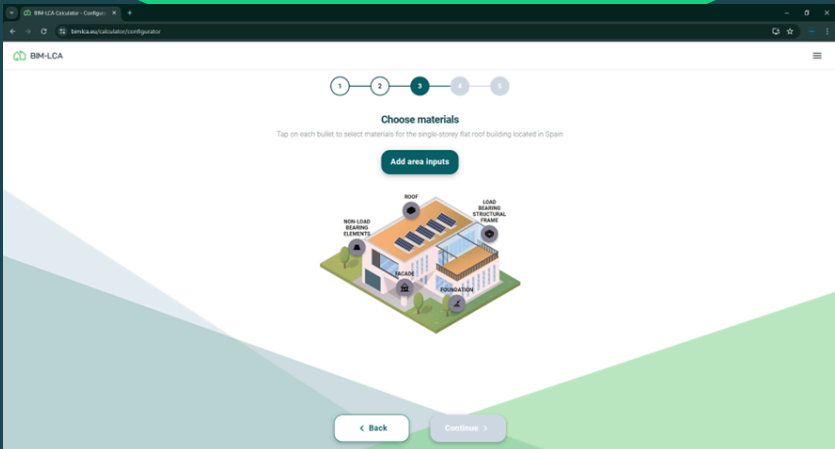 BIM-LCA Calculator - Configur
bimlca.eu/calculator/configurator
BIM-LCA
1 2 3 4 5
Choose materials
Tap on each bullet to select materials for the single-storey flat roof building located in Spain
Add area inputs
ROOF
LOAD
BEARING
STRUCTURAL
FRAME
NON-LOAD
BEARING
ELEMENTS
FACADE
FOUNDATION
Back
Continue